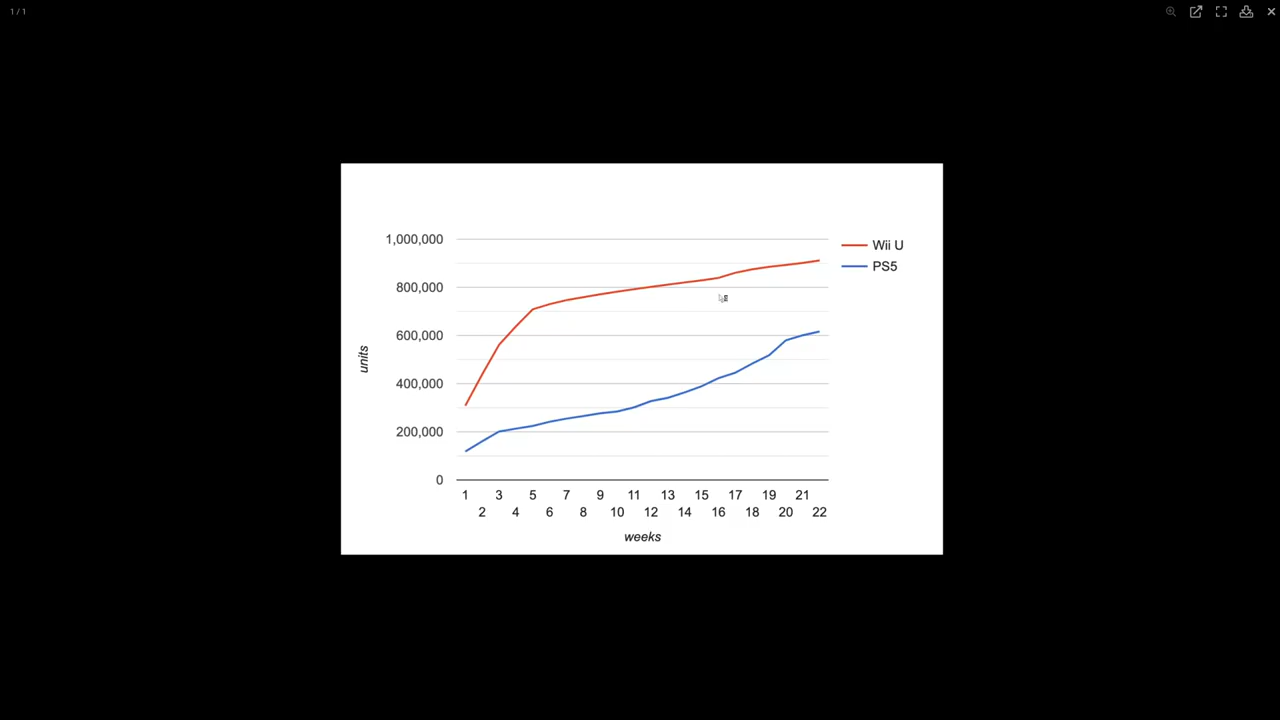 1 / 1
1,000,000
800,000
600,000
400,000
200,000
0
units
1 3 5 7 9 11 13 15 17 19 21
2 4 6 8 10 12 14 16 18 20 22
weeks
Wii U
PS5